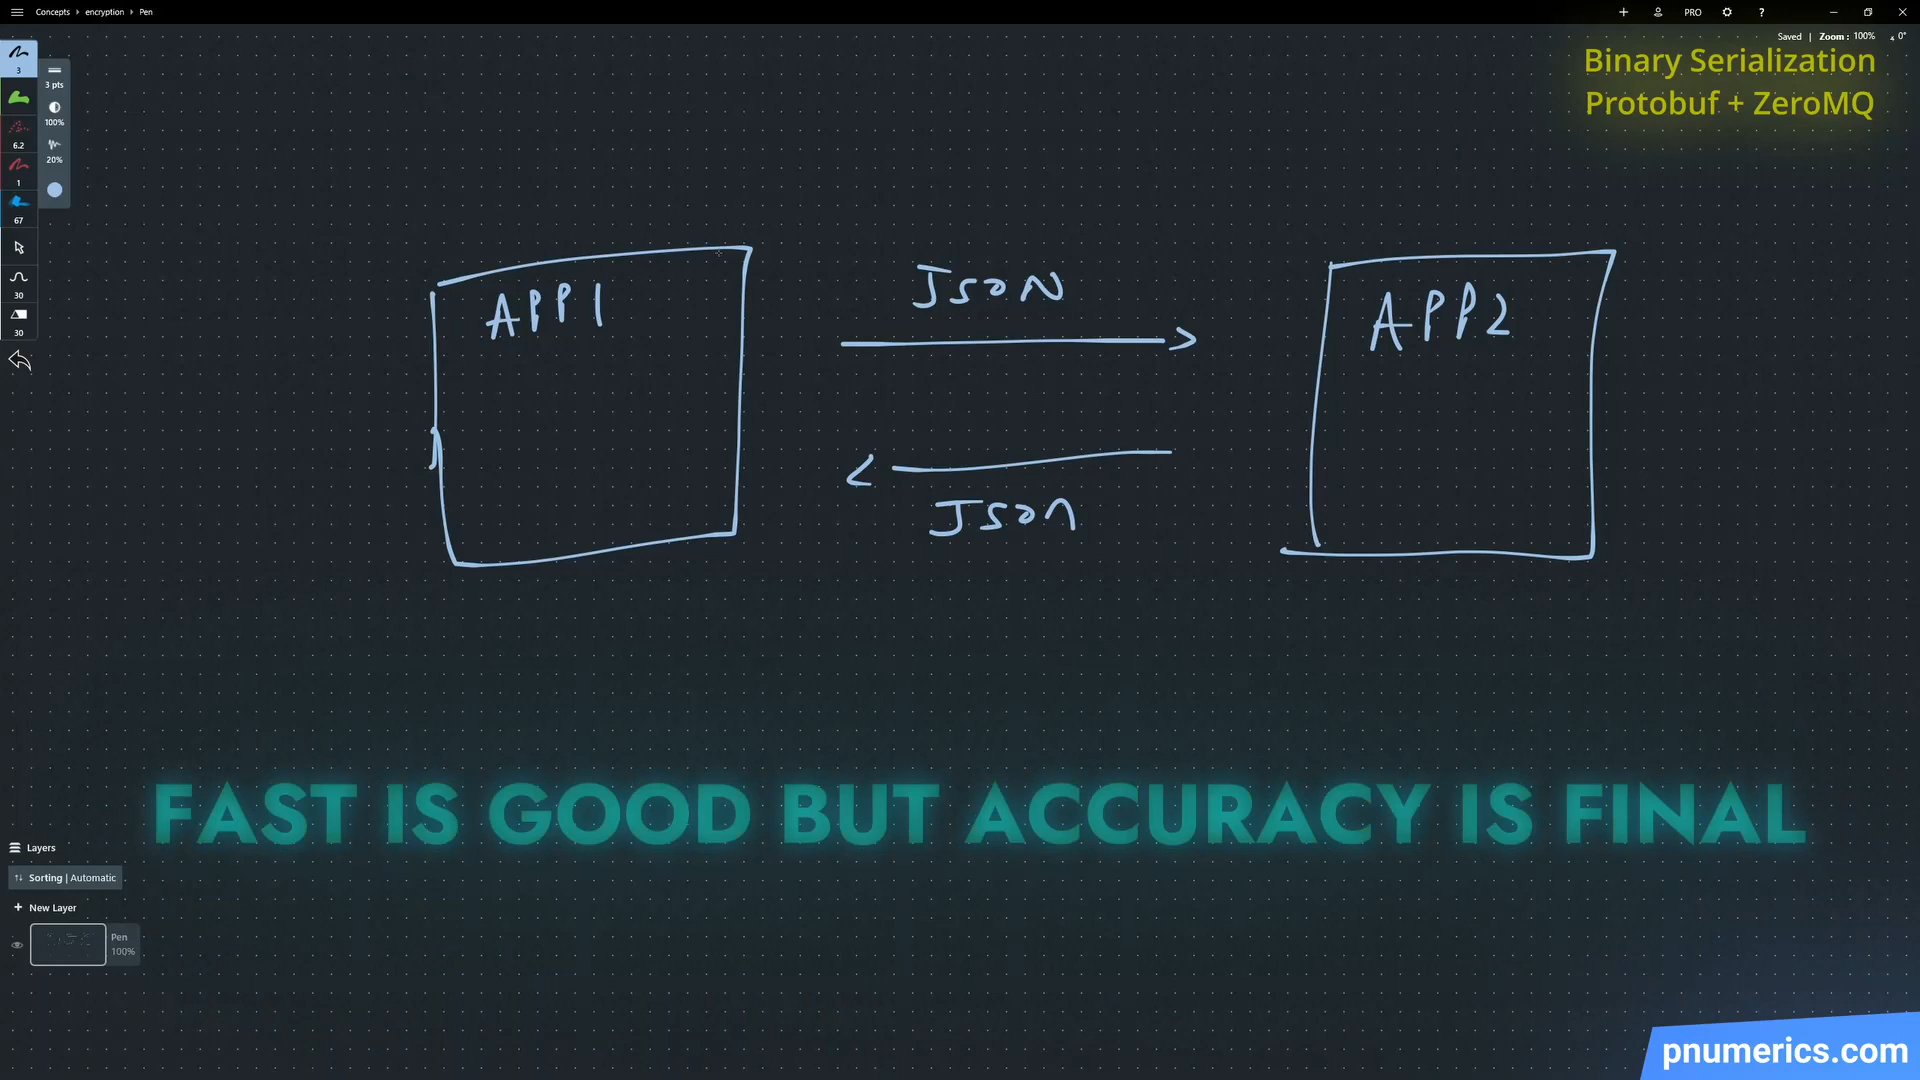 Concepts › encryption › Pen
PRO ?
Saved | Zoom : 100% 0°
Binary Serialization
Protobuf + ZeroMQ
3
3 pts
100%
6.2
20%
1
67
30
30
APP1
Json
APP2
Json
FAST IS GOOD BUT ACCURACY IS FINAL
Layers
Sorting | Automatic
+ New Layer
Pen
100%
pnumerics.com